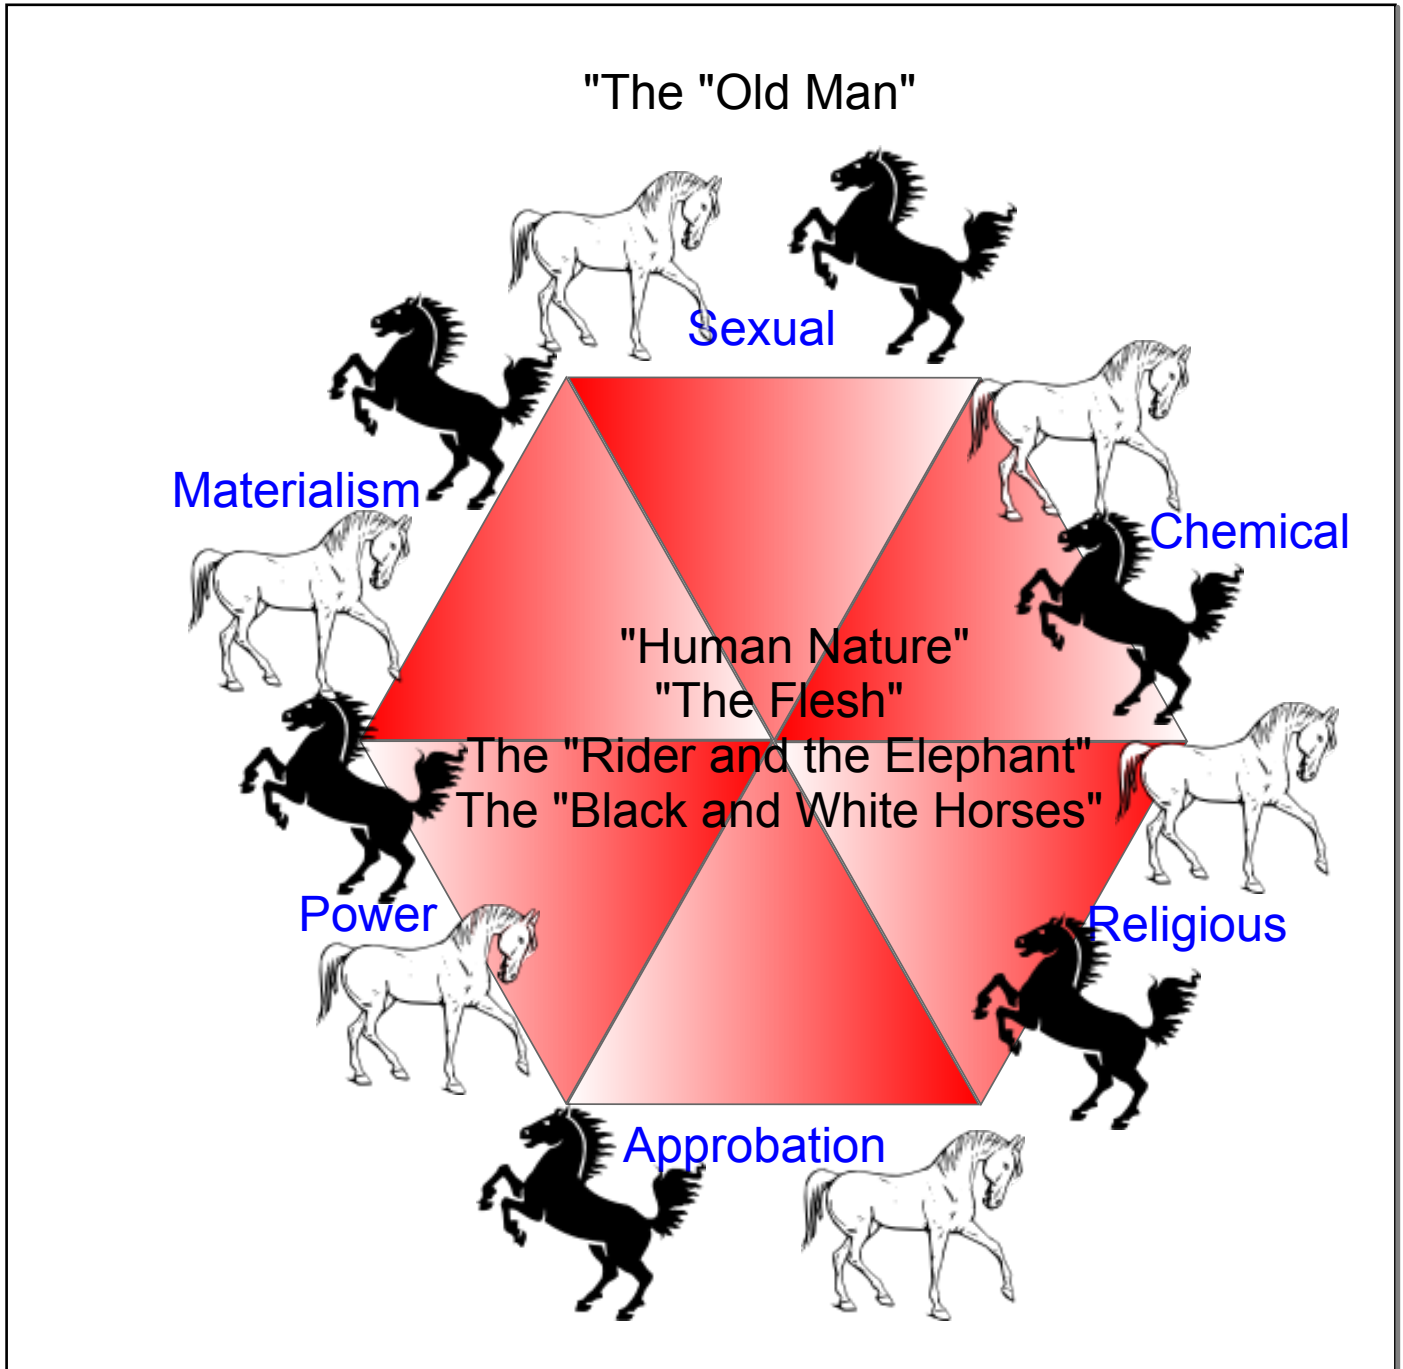 "The "Old Man"
Sexual
Materialism
Chemical
"Human Nature"
"The Flesh"
The "Rider and the Elephant"
The "Black and White Horses"
Power
Religious
Approbation